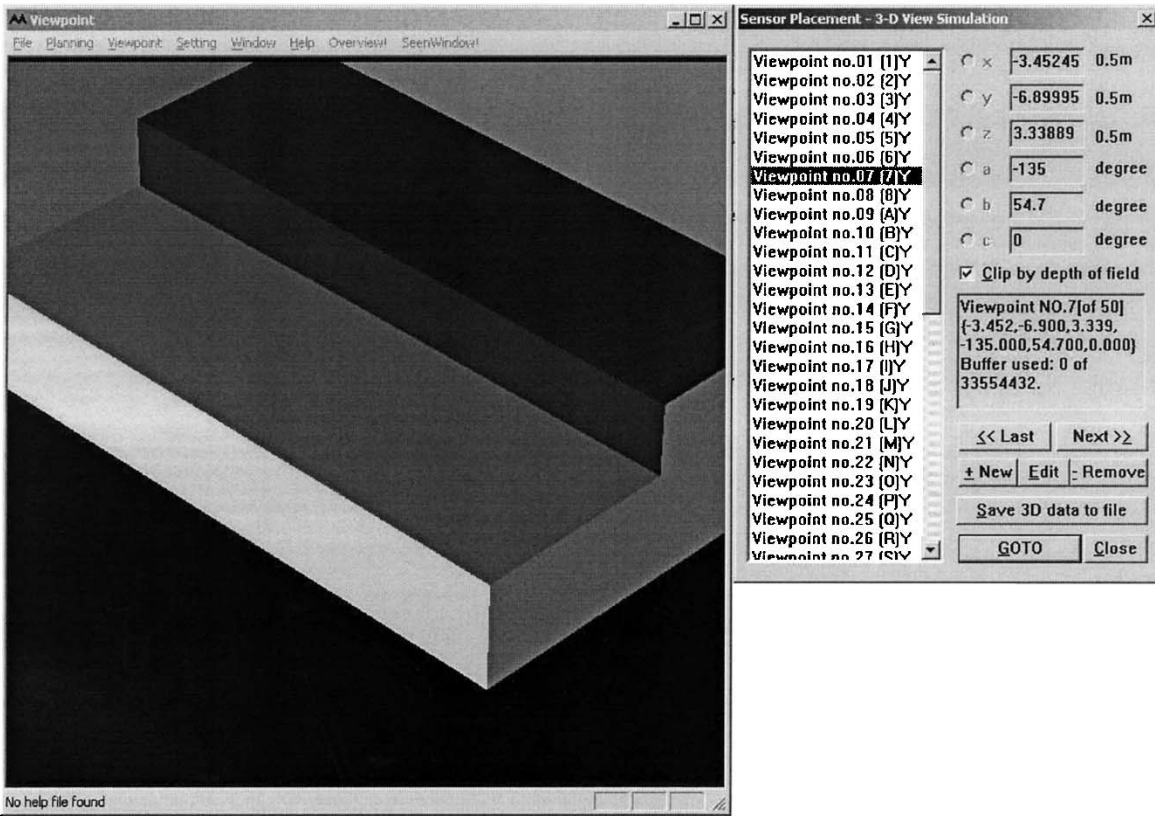 Viewpoint
File Planning Viewpoint Setting Window Help Overview! SeenWindow!
No help file found
Sensor Placement - 3-D View Simulation
Viewpoint no.01 (1)Y
Viewpoint no.02 (2)Y
Viewpoint no.03 (3)Y
Viewpoint no.04 (4)Y
Viewpoint no.05 (5)Y
Viewpoint no.06 (6)Y
Viewpoint no.07 (7)Y
Viewpoint no.08 (8)Y
Viewpoint no.09 (A)Y
Viewpoint no.10 (B)Y
Viewpoint no.11 (C)Y
Viewpoint no.12 (D)Y
Viewpoint no.13 (E)Y
Viewpoint no.14 (F)Y
Viewpoint no.15 (G)Y
Viewpoint no.16 (H)Y
Viewpoint no.17 (I)Y
Viewpoint no.18 (J)Y
Viewpoint no.19 (K)Y
Viewpoint no.20 (L)Y
Viewpoint no.21 (M)Y
Viewpoint no.22 (N)Y
Viewpoint no.23 (O)Y
Viewpoint no.24 (P)Y
Viewpoint no.25 (Q)Y
Viewpoint no.26 (R)Y
Viewpoint no.27 (S)Y
x -3.45245 0.5m
y -6.89995 0.5m
z 3.33889 0.5m
a -135 degree
b 54.7 degree
c 0 degree
Clip by depth of field
Viewpoint NO.7[of 50]
{-3.452,-6.900,3.339,
-135.000,54.700,0.000}
Buffer used: 0 of
33554432.
<< Last Next >>
+ New Edit - Remove
Save 3D data to file
GOTO Close